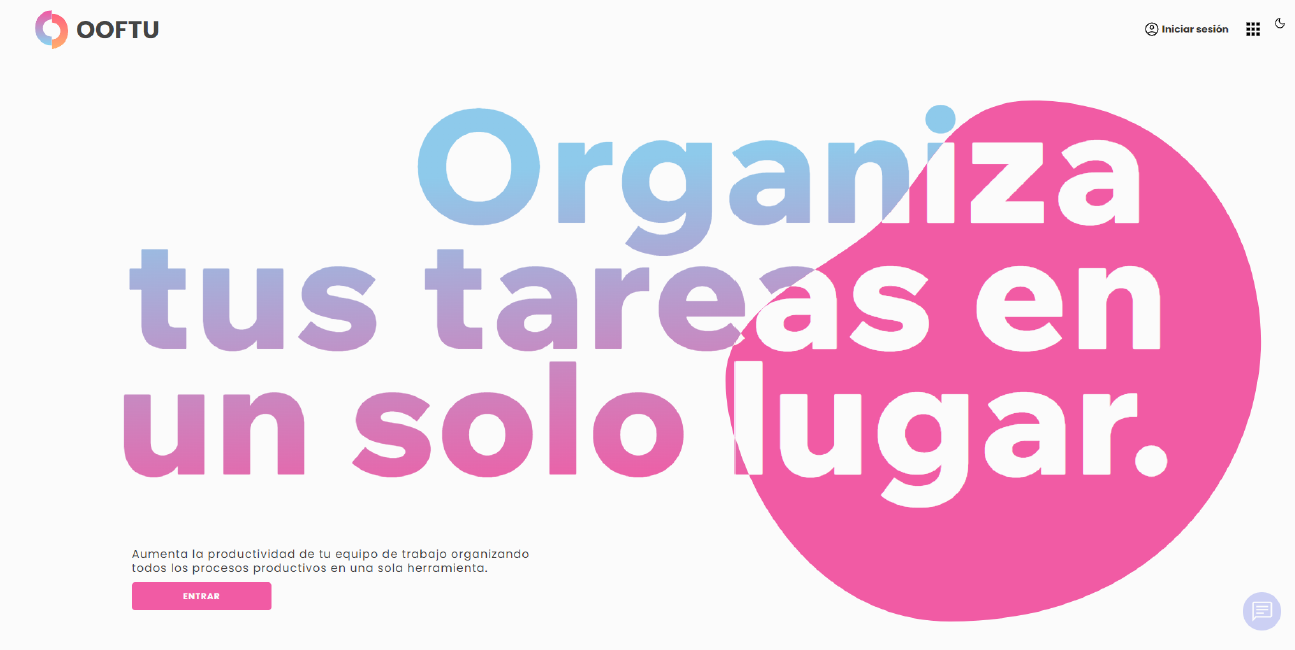 OOFTU
Iniciar sesión
Organiza
tus tareas en
un solo lugar.
Aumenta la productividad de tu equipo de trabajo organizando
todos los procesos productivos en una sola herramienta.
ENTRAR